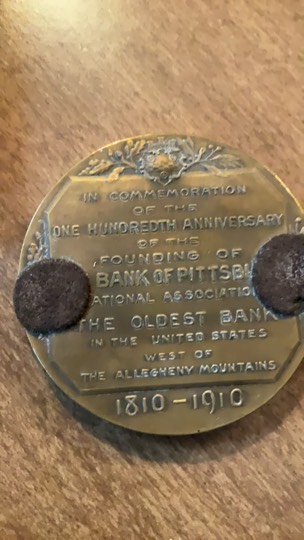 IN COMMEMORATION
OF THE
ONE HUNDREDTH ANNIVERSARY
OF THE
FOUNDING OF
BANK OF PITTSBU
ATIONAL ASSOCIATIO
THE OLDEST BANK
IN THE UNITED STATES
WEST OF
THE ALLEGHENY MOUNTAINS
1810-1910